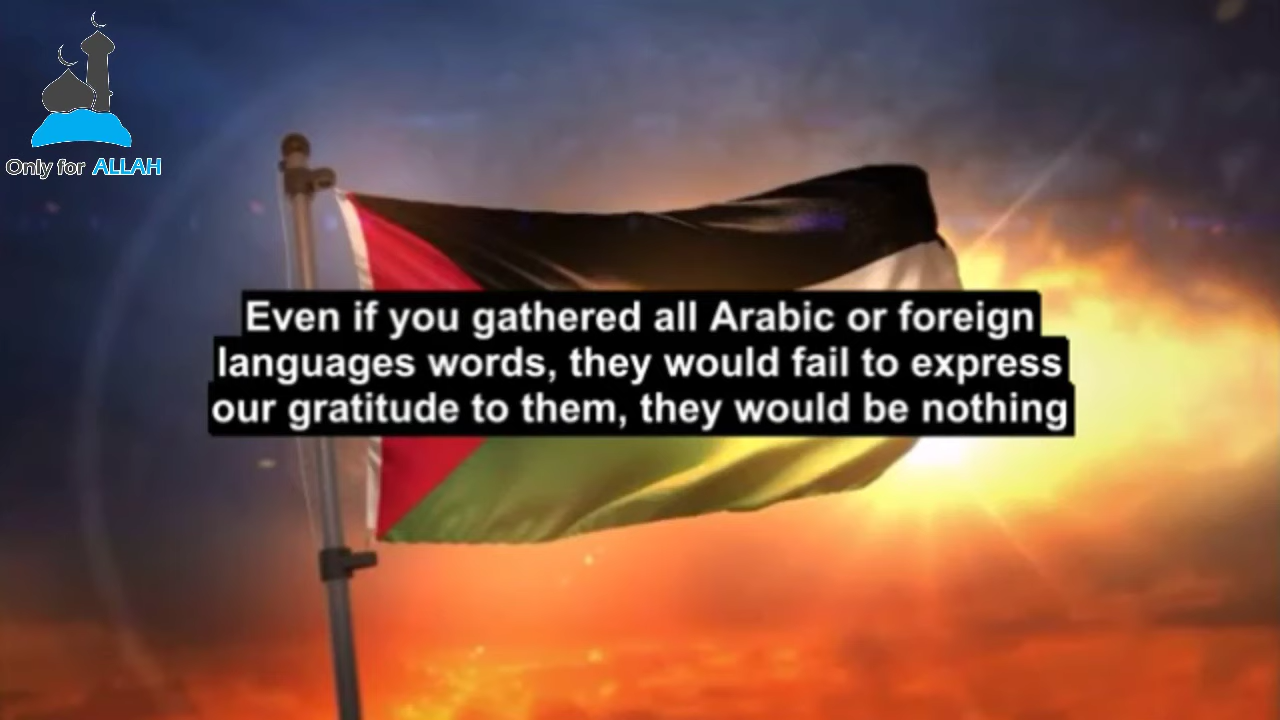 Only for ALLAH
Even if you gathered all Arabic or foreign
languages words, they would fail to express
our gratitude to them, they would be nothing